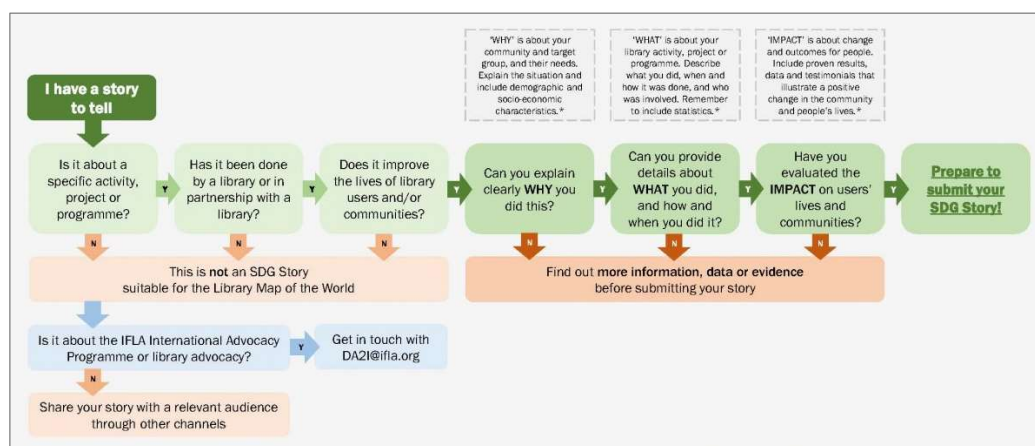 'WHY' is about your
community and target
group, and their needs.
Explain the situation and
include demographic and
socio-economic
characteristics.*
'WHAT' is about your
library activity, project or
programme. Describe
what you did, when and
how it was done, and who
was involved. Remember
to include statistics.*
'IMPACT' is about change
and outcomes for people.
Include proven results,
data and testimonials that
illustrate a positive
change in the community
and people's lives.*
I have a story
to tell
Is it about a
specific activity,
project or
programme?
Y
Has it been done
by a library or in
partnership with a
library?
Y
Does it improve
the lives of library
users and/or
communities?
Y
Can you explain
clearly WHY you
did this?
Y
Can you provide
details about
WHAT you did,
and how and
when you did it?
Y
Have you
evaluated the
IMPACT on users'
lives and
communities?
Y
Prepare to
submit your
SDG Story!
N
N
N
N
N
N
This is not an SDG Story
suitable for the Library Map of the World
Find out more information, data or evidence
before submitting your story
Is it about the IFLA International Advocacy
Programme or library advocacy?
Y
Get in touch with
DA2I@ifla.org
N
Share your story with a relevant audience
through other channels